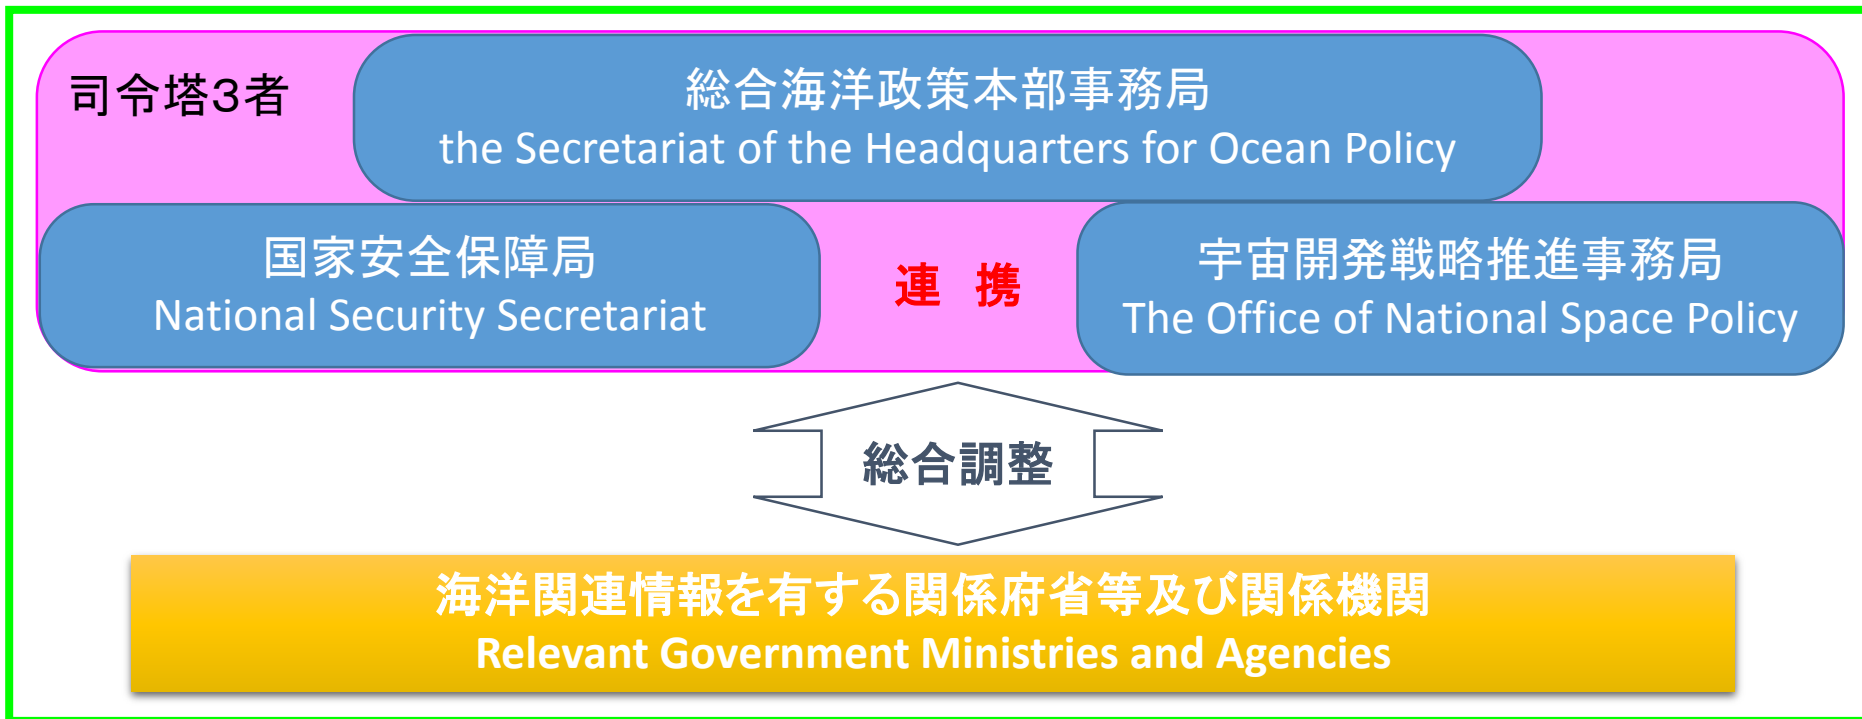 司令塔３者
総合海洋政策本部事務局
the Secretariat of the Headquarters for Ocean Policy
国家安全保障局
National Security Secretariat
連　携
宇宙開発戦略推進事務局
The Office of National Space Policy
総合調整
海洋関連情報を有する関係府省等及び関係機関
Relevant Government Ministries and Agencies